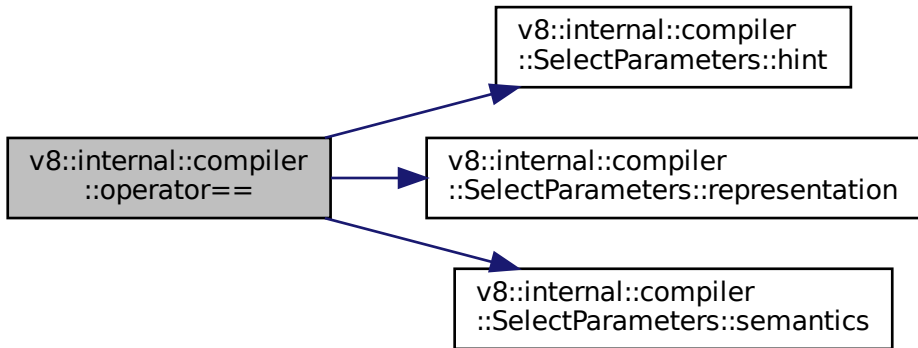 v8::internal::compiler
::SelectParameters::hint
v8::internal::compiler
::operator==
v8::internal::compiler
::SelectParameters::representation
v8::internal::compiler
::SelectParameters::semantics